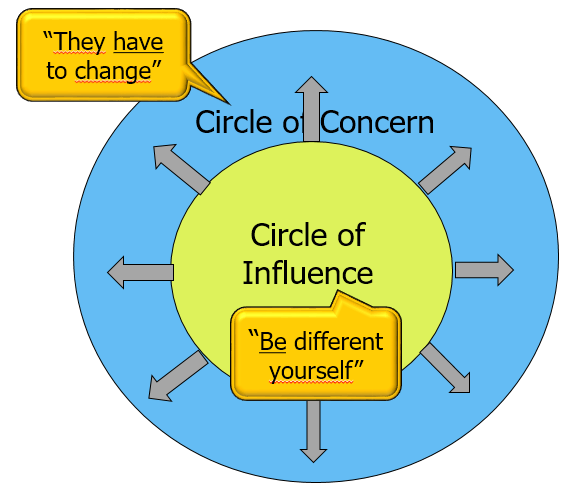 “They have
to change”
Circle of Concern
Circle of
Influence
“Be different
yourself”